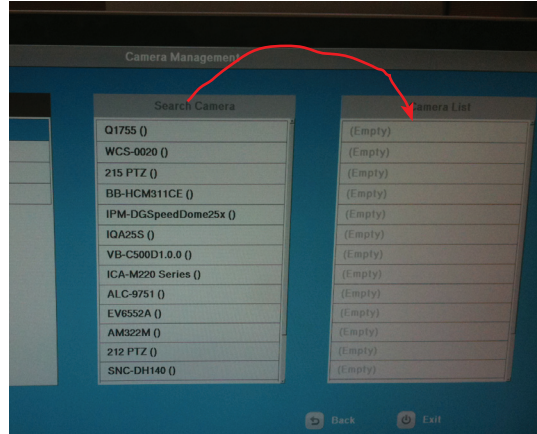 Camera Management
Search Camera
Q1755 ()
WCS-0020 ()
215 PTZ ()
BB-HCM311CE ()
IPM-DGSpeedDome25x ()
IQA25S ()
VB-C500D1.0.0 ()
ICA-M220 Series ()
ALC-9751 ()
EV6552A ()
AM322M ()
212 PTZ ()
SNC-DH140 ()
Camera List
(Empty)
(Empty)
(Empty)
(Empty)
(Empty)
(Empty)
(Empty)
(Empty)
(Empty)
(Empty)
(Empty)
(Empty)
(Empty)
Back
Exit